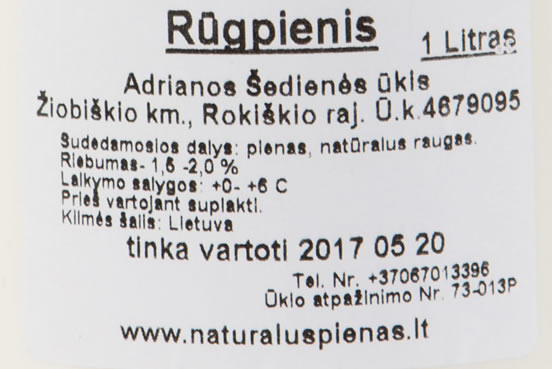 Rūgpienis
1 Litras
Adrianos Šedienės ūkis
Žiobiškio km., Rokiškio raj. Ū.k.4679095
Sudedamosios dalys: pienas, natūralus raugas.
Riebumas- 1,5 -2,0 %
Laikymo sąlygos: +0- +6 C
Prieš vartojant suplakti.
Kilmės šalis: Lietuva
tinka vartoti 2017 05 20
Tel. Nr. +37067013396
Ūkio atpažinimo Nr. 73-013P
www.naturaluspienas.lt